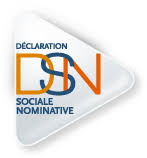 DÉCLARATION
DSN
SOCIALE
NOMINATIVE